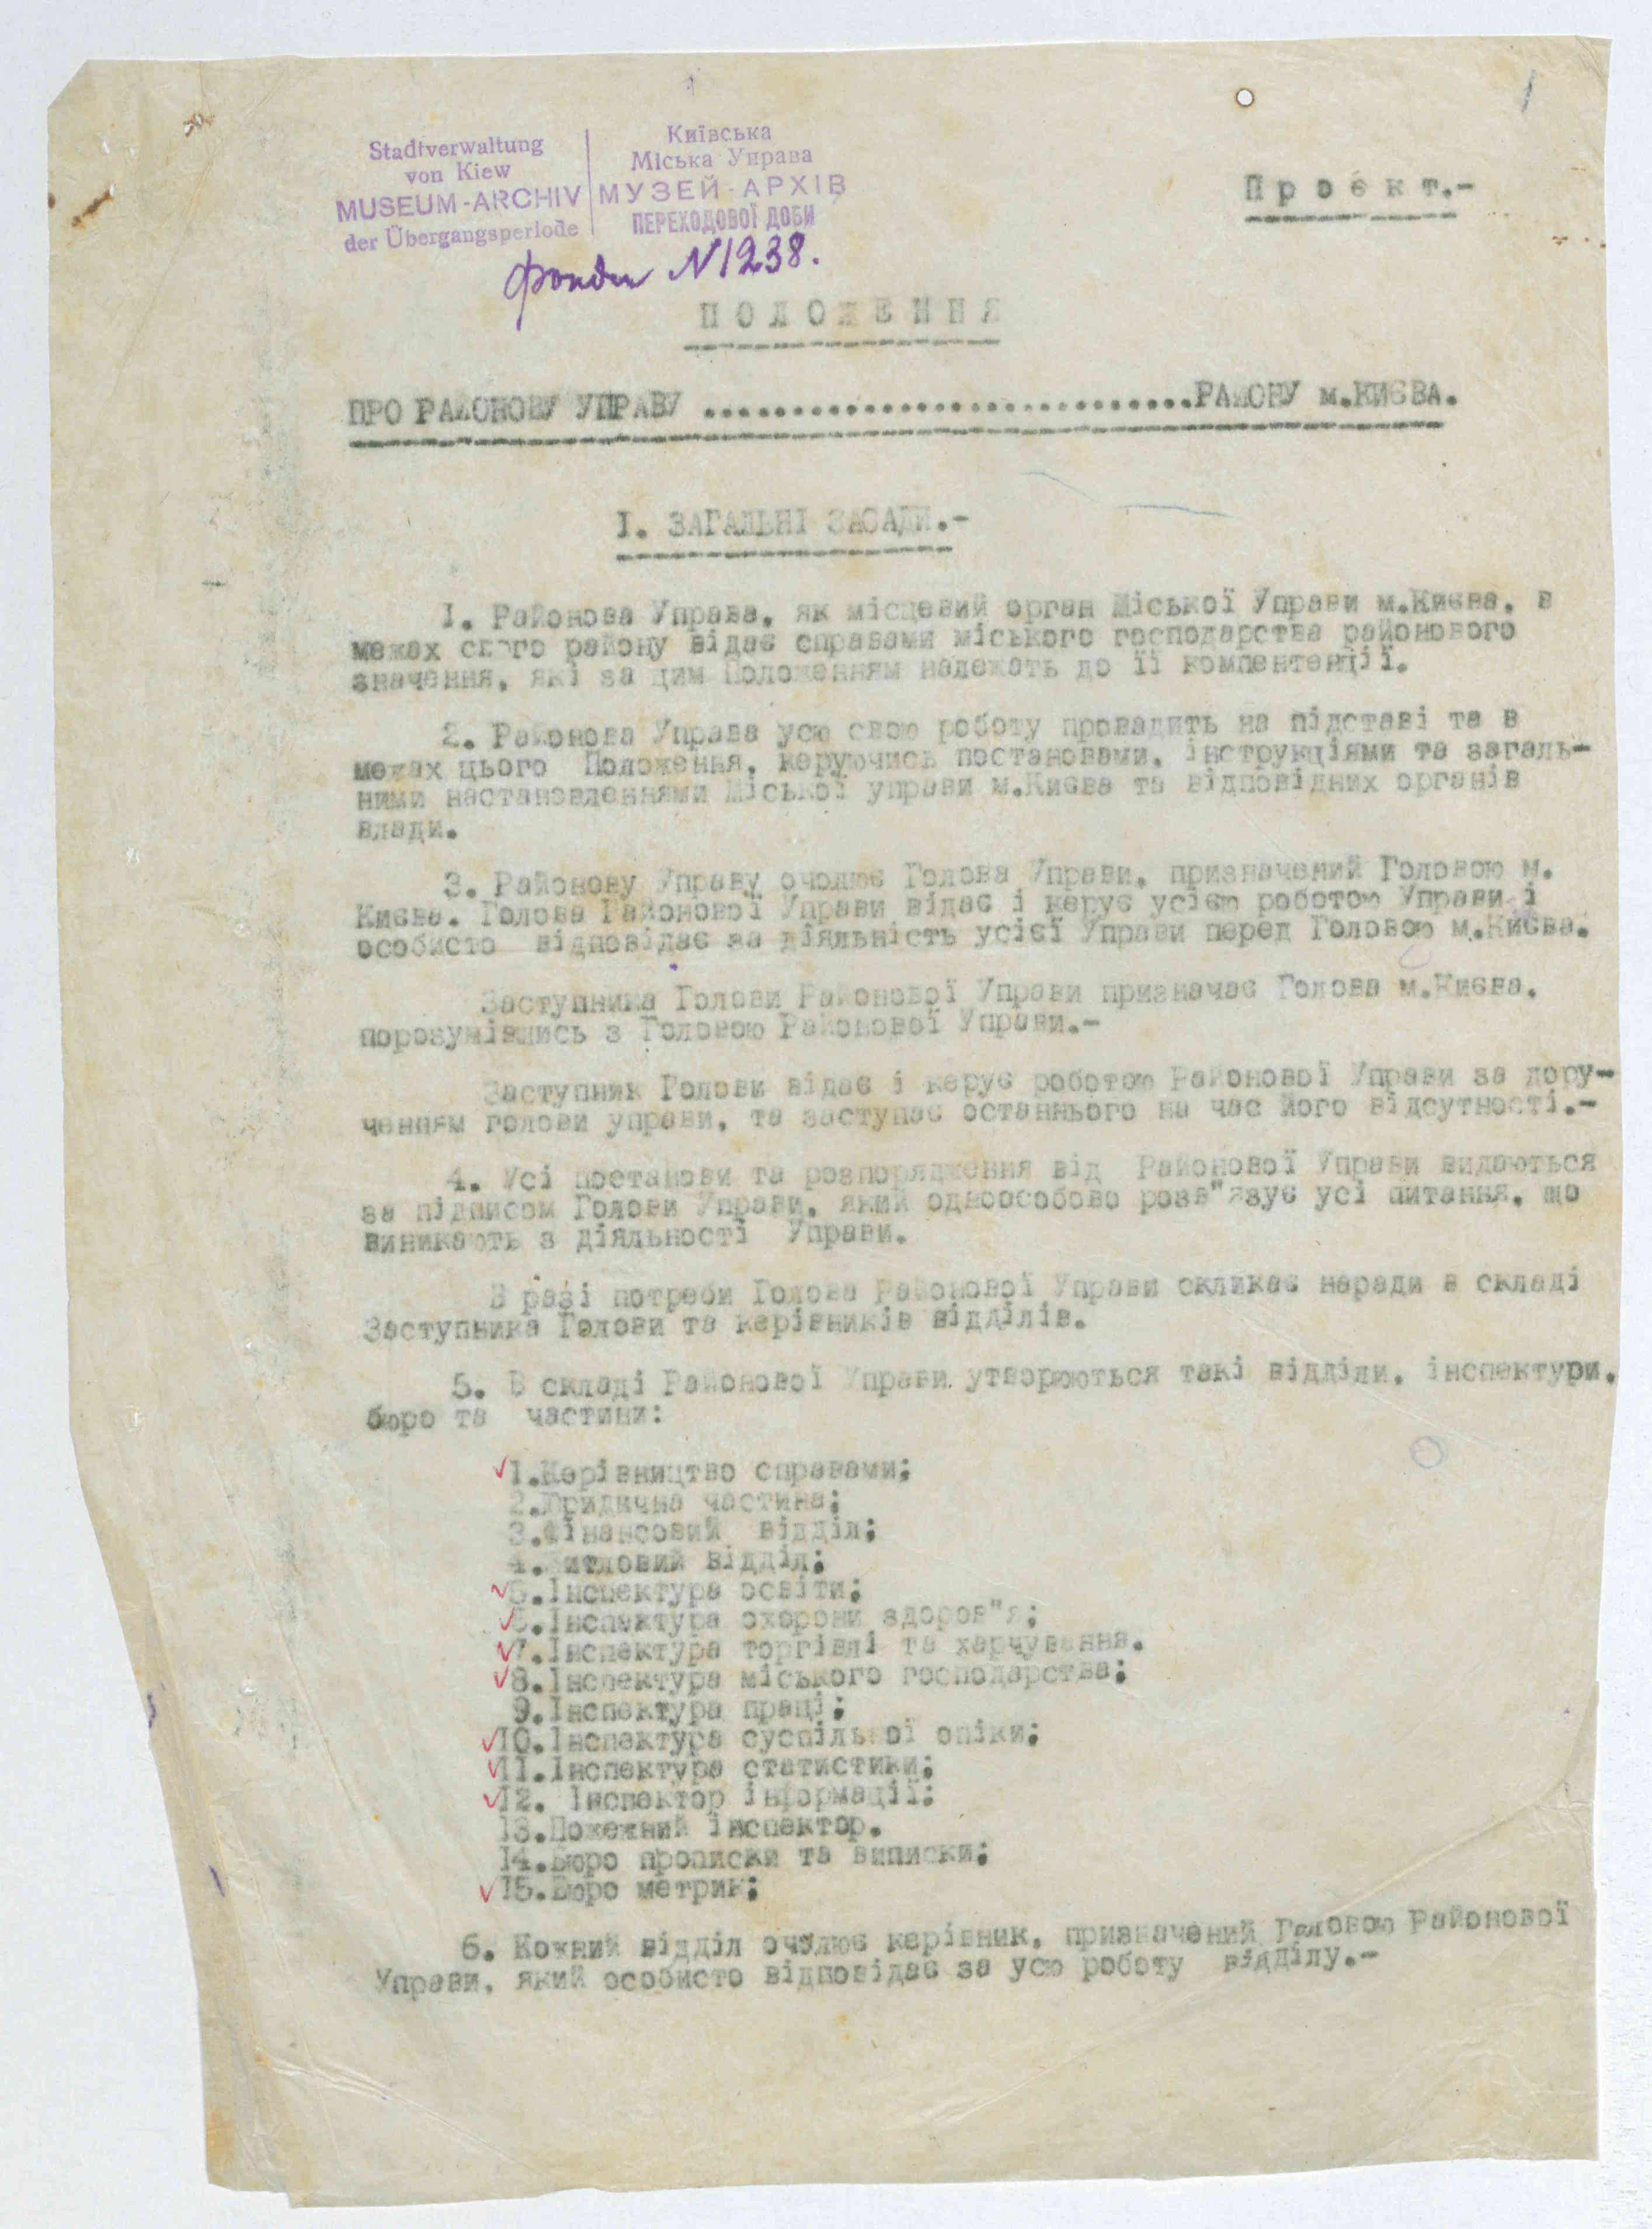 1
Stadtverwaltung
von Kiew
MUSEUM-ARCHIV
der Übergangsperiode
Київська
Міська Управа
МУЗЕЙ-АРХІВ
ПЕРЕХОДОВОЇ ДОБИ
фонди N1238.
Проект.-
ПОЛОЖЕННЯ
ПРО РАЙОНОВУ УПРАВУ ............................РАЙОНУ м.КИЄВА.
I. ЗАГАЛЬНІ ЗАСАДИ.-
I. Районова Управа, як місцевий орган Міської Управи м.Києва, в
межах свого району відає справами міського господарства районового
значення, які за цим Положенням належать до її компентенції.
2. Районова Управа усю свою роботу провадить на підставі та в
межах цього Положення, керуючись постановами, інструкціями та загаль-
ними настановленнями Міської управи м.Києва та відповідних органів
влади.
3. Районову Управу очолює Голова Управи, призначений Головою м.
Києва. Голова Районової Управи відає і керує усією роботою Управи і
особисто відповідає за діяльність усієї Управи перед Головою м.Києва.
Заступника Голови Районової Управи призначає Голова м.Києва,
порозумівшись з Головою Районової Управи.-
Заступник Голови відає і керує роботою Районової Управи за дору-
ченням голови управи, та заступає останнього на час його відсутності.-
4. Усі постанови та розпорядження від Районової Управи видаються
за підписом Голови Управи, який одноособово розв"язує усі питання, що
виникають з діяльності Управи.
В разі потреби Голова Районової Управи скликає наради в складі
Заступника Голови та керівників відділів.
5. В складі Районової Управи утворюються такі відділи, інспектури,
бюро та частини:
1.Керівництво справами;
2.Юридична частина;
3.Фінансовий відділ;
4.Житловий відділ;
5.Інспектура освіти;
6.Інспектура охорони здоров"я;
7.Інспектура торгівлі та харчування.
8.Інспектура міського господарства;
9.Інспектура праці;
10.Інспектура суспільної опіки;
11.Інспектура статистики;
12. Інспектор інформації;
13.Пожежний інспектор.
14.Бюро прописки та виписки;
15.Бюро метрик;
6. Кожний відділ очолює керівник, призначений Головою Районової
Управи, який особисто відповідає за усю роботу відділу.-